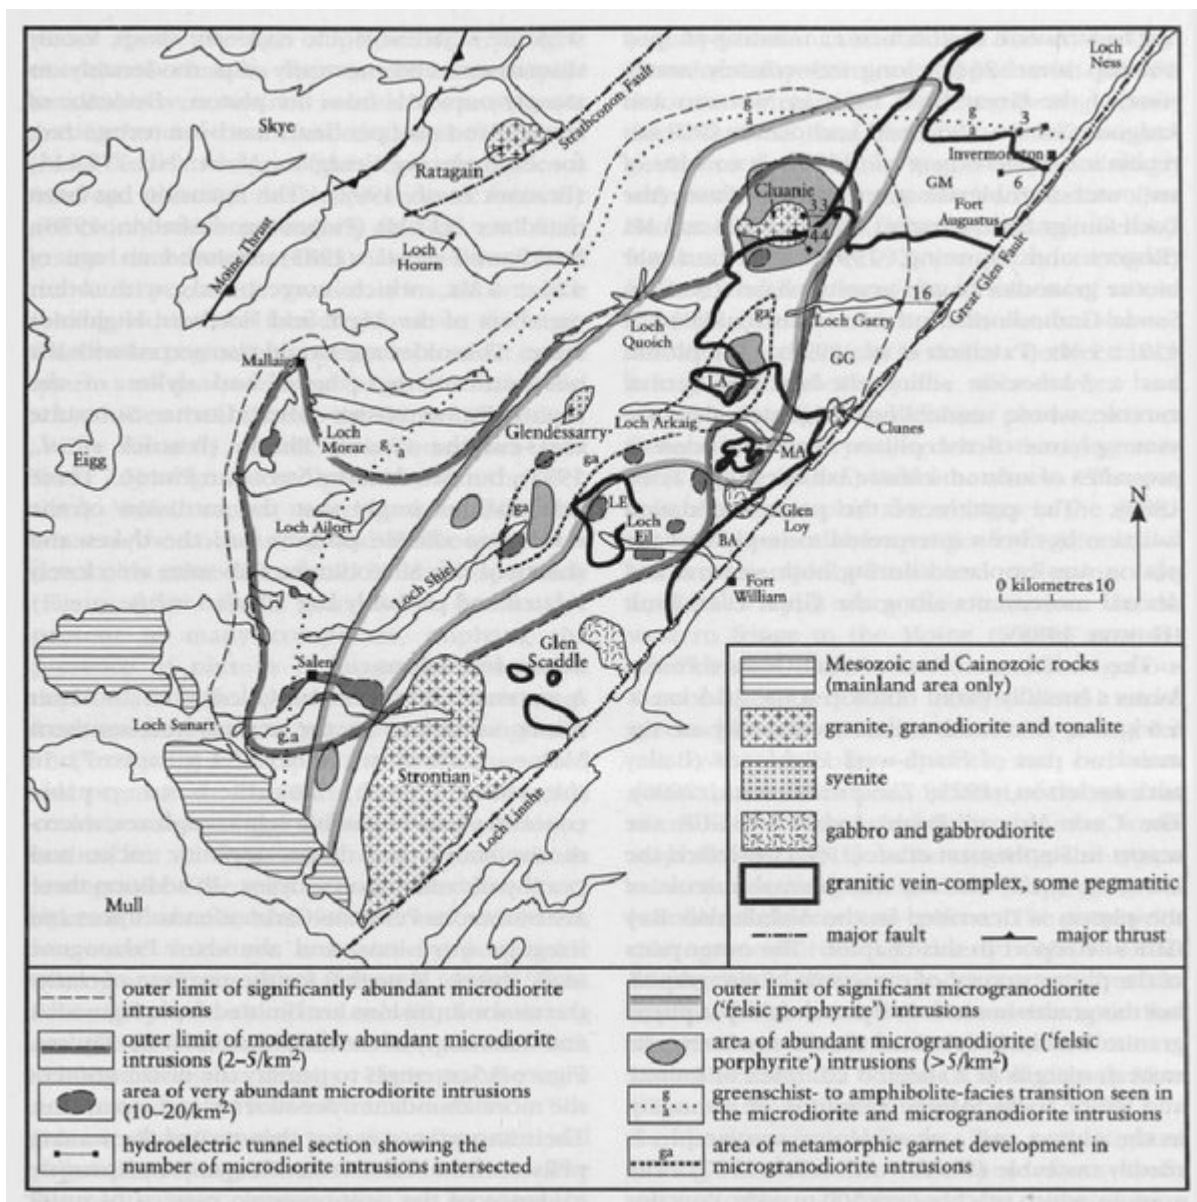 Loch
Ness
Skye
Strathconon Fault
g
a
g
a
3
Ratagain
Invermoriston
Cluanie
GM
6
33
Fort
Augustus
Loch
Hourn
Moine Thrust
16
Great Glen Fault
ga
Loch
Quoich
Loch Garry
Mallaig
GG
LA
Loch
Morar
g
a
Glendessarry
Loch Arkaig
Clunes
Eigg
ga
MA
N
ga
LE
Loch Ailort
Loch
Eil
Glen
Loy
BA
Loch Shiel
Fort
William
0 kilometres 10
Glen
Scaddle
Salen
Loch Sunart
g.a
Strontian
Loch Linnhe
Mull
Mesozoic and Cainozoic rocks
(mainland area only)
granite, granodiorite and tonalite
syenite
gabbro and gabbrodiorite
granitic vein-complex, some pegmatitic
major fault
major thrust
outer limit of significantly abundant microdiorite
intrusions
outer limit of moderately abundant microdiorite
intrusions (2–5/km²)
area of very abundant microdiorite intrusions
(10–20/km²)
hydroelectric tunnel section showing the
number of microdiorite intrusions intersected
outer limit of significant microgranodiorite
('felsic porphyrite') intrusions
area of abundant microgranodiorite ('felsic
porphyrite') intrusions (>5/km²)
g
a
greenschist- to amphibolite-facies transition seen in
the microdiorite and microgranodiorite intrusions
ga
area of metamorphic garnet development in
microgranodiorite intrusions